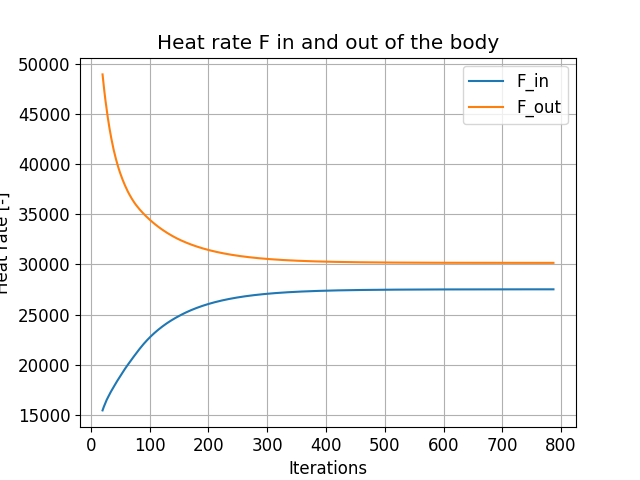 Heat rate F in and out of the body
F_in
F_out
50000
45000
40000
35000
30000
25000
20000
15000
Heat rate [-]
0 100 200 300 400 500 600 700 800
Iterations